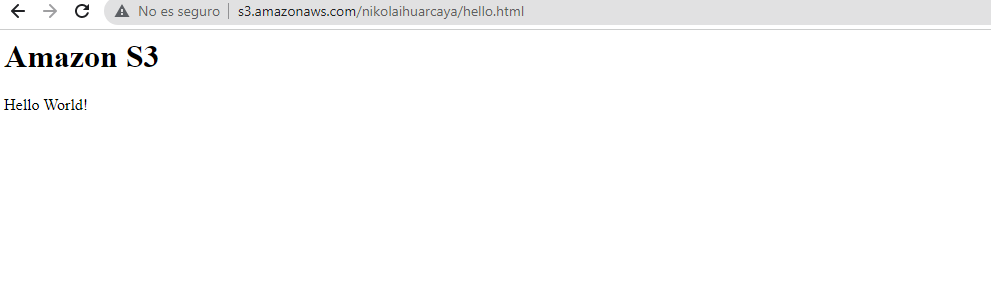 No es seguro | s3.amazonaws.com/nikolaihuarcaya/hello.html
Amazon S3
Hello World!